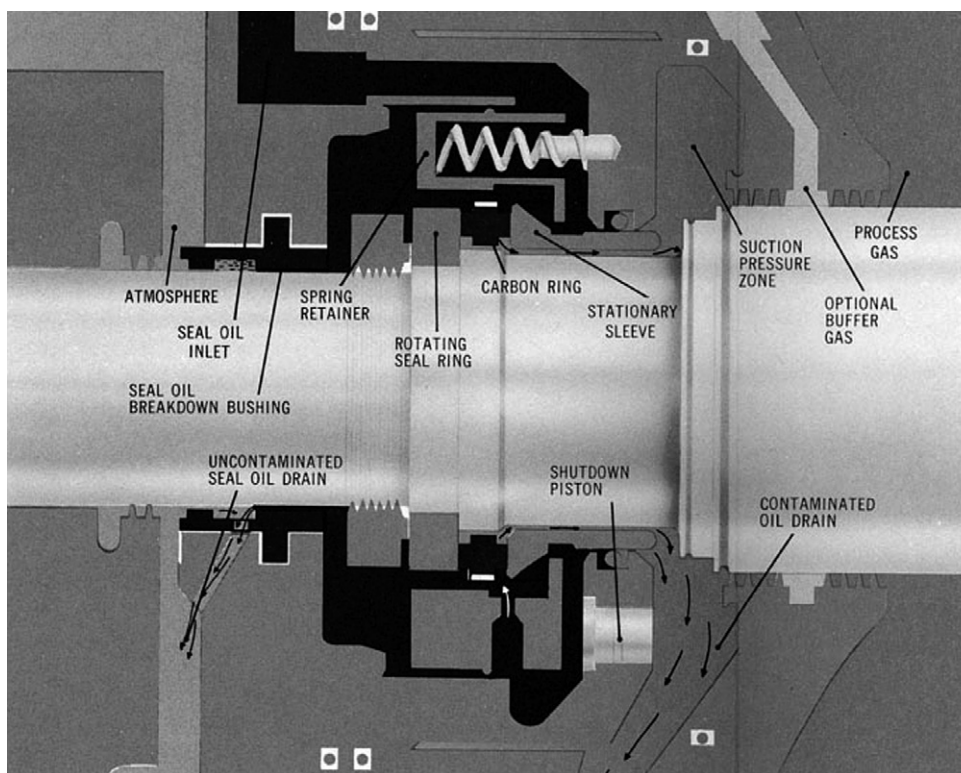 ATMOSPHERE
SEAL OIL
INLET
SEAL OIL
BREAKDOWN BUSHING
SPRING
RETAINER
ROTATING
SEAL RING
CARBON RING
STATIONARY
SLEEVE
SUCTION
PRESSURE
ZONE
PROCESS
GAS
OPTIONAL
BUFFER
GAS
UNCONTAMINATED
SEAL OIL DRAIN
SHUTDOWN
PISTON
CONTAMINATED
OIL DRAIN